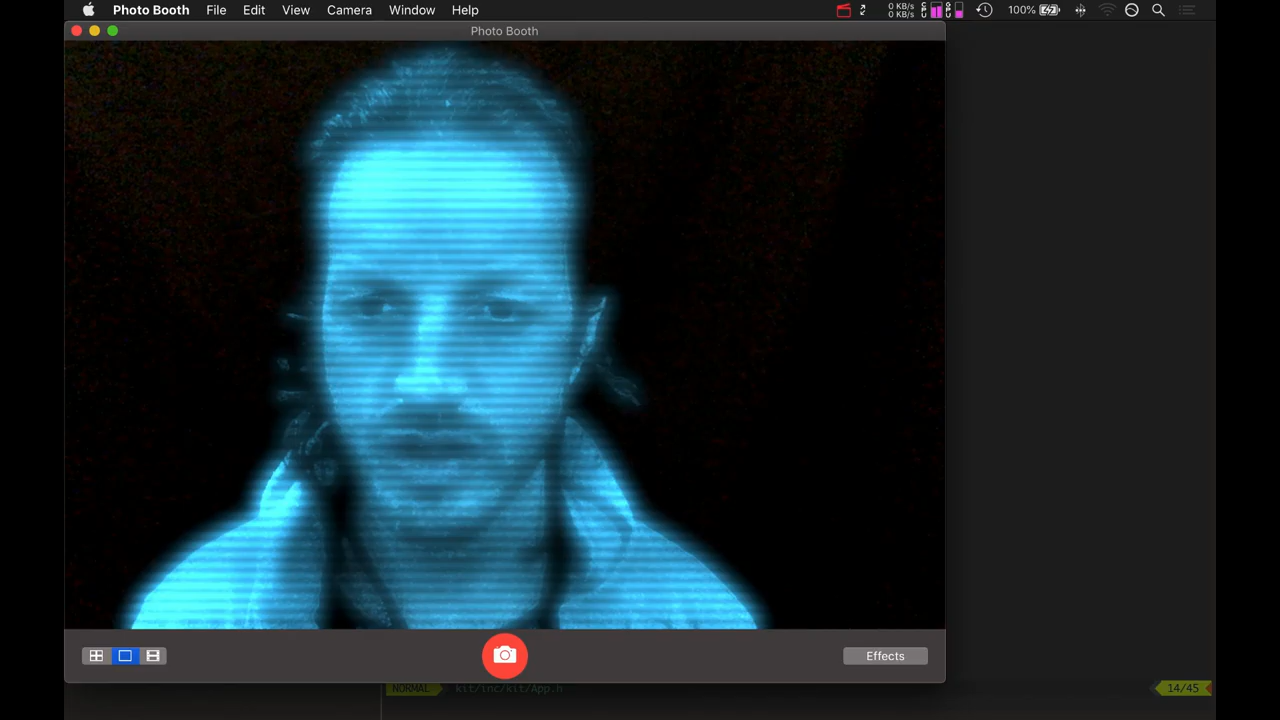 Photo Booth File Edit View Camera Window Help 0 KB/s 0 KB/s 100%
Photo Booth
Effects
NORMAL kit/inc/kit/App.h 14/45